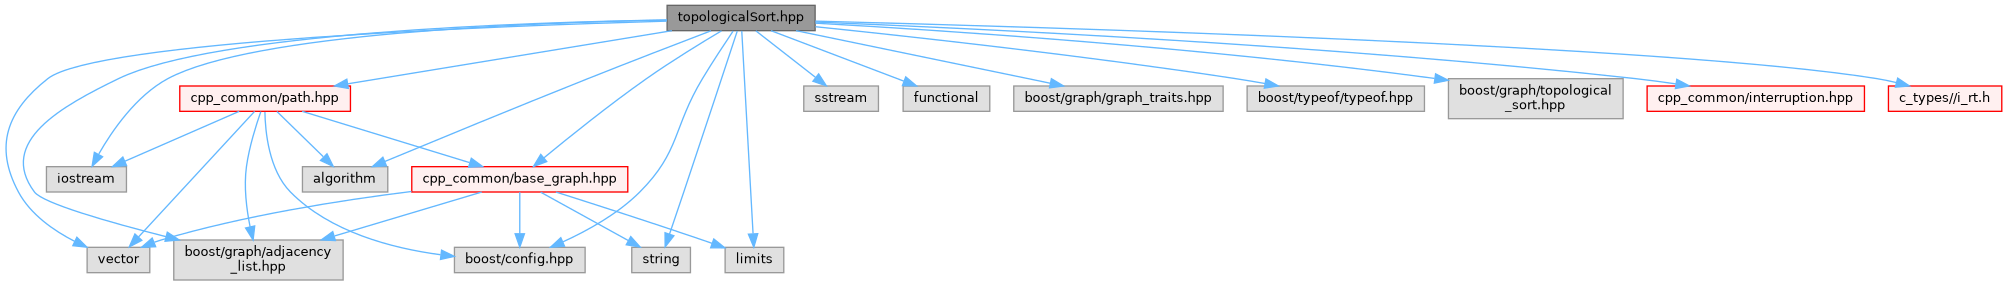 topologicalSort.hpp
cpp_common/path.hpp
sstream
functional
boost/graph/graph_traits.hpp
boost/typeof/typeof.hpp
boost/graph/topological
_sort.hpp
cpp_common/interruption.hpp
c_types//i_rt.h
iostream
algorithm
cpp_common/base_graph.hpp
vector
boost/graph/adjacency
_list.hpp
boost/config.hpp
string
limits